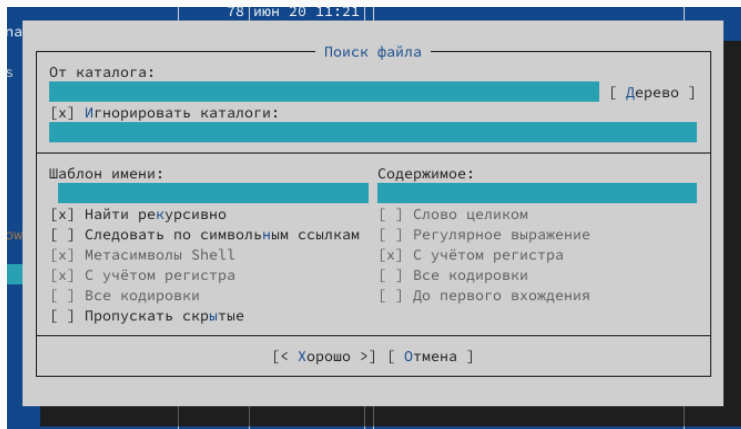 78 июн 20 11:21
na
Поиск файла
s
От каталога:
[ Дерево ]
[x] Игнорировать каталоги:
Шаблон имени: Содержимое:
[x] Найти рекурсивно [ ] Слово целиком
ow [ ] Следовать по символьным ссылкам [ ] Регулярное выражение
[x] Метасимволы Shell [x] С учётом регистра
[x] С учётом регистра [ ] Все кодировки
[ ] Все кодировки [ ] До первого вхождения
[ ] Пропускать скрытые
[< Хорошо >] [ Отмена ]